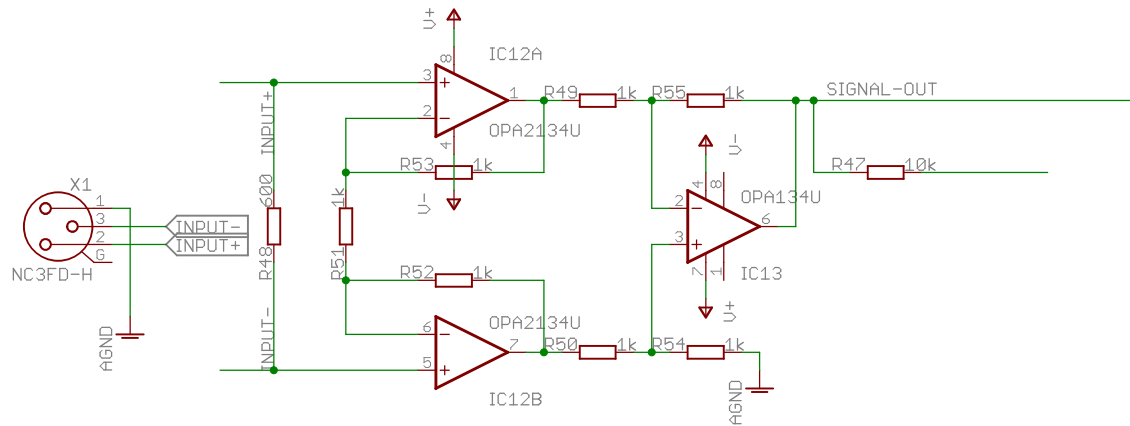 V+
IC12A
8
3
1
2
OPA2134U
4
V-
R49
1k
R55
1k
SIGNAL-OUT
INPUT+
R53
1k
V-
R47
10k
X1
1
3
2
G
NC3FD-H
INPUT-
INPUT+
600
R48
1k
R51
4
8
OPA134U
2
6
3
7
1
IC13
V+
R52
1k
AGND
INPUT-
OPA2134U
6
7
5
R50
1k
R54
1k
IC12B
AGND